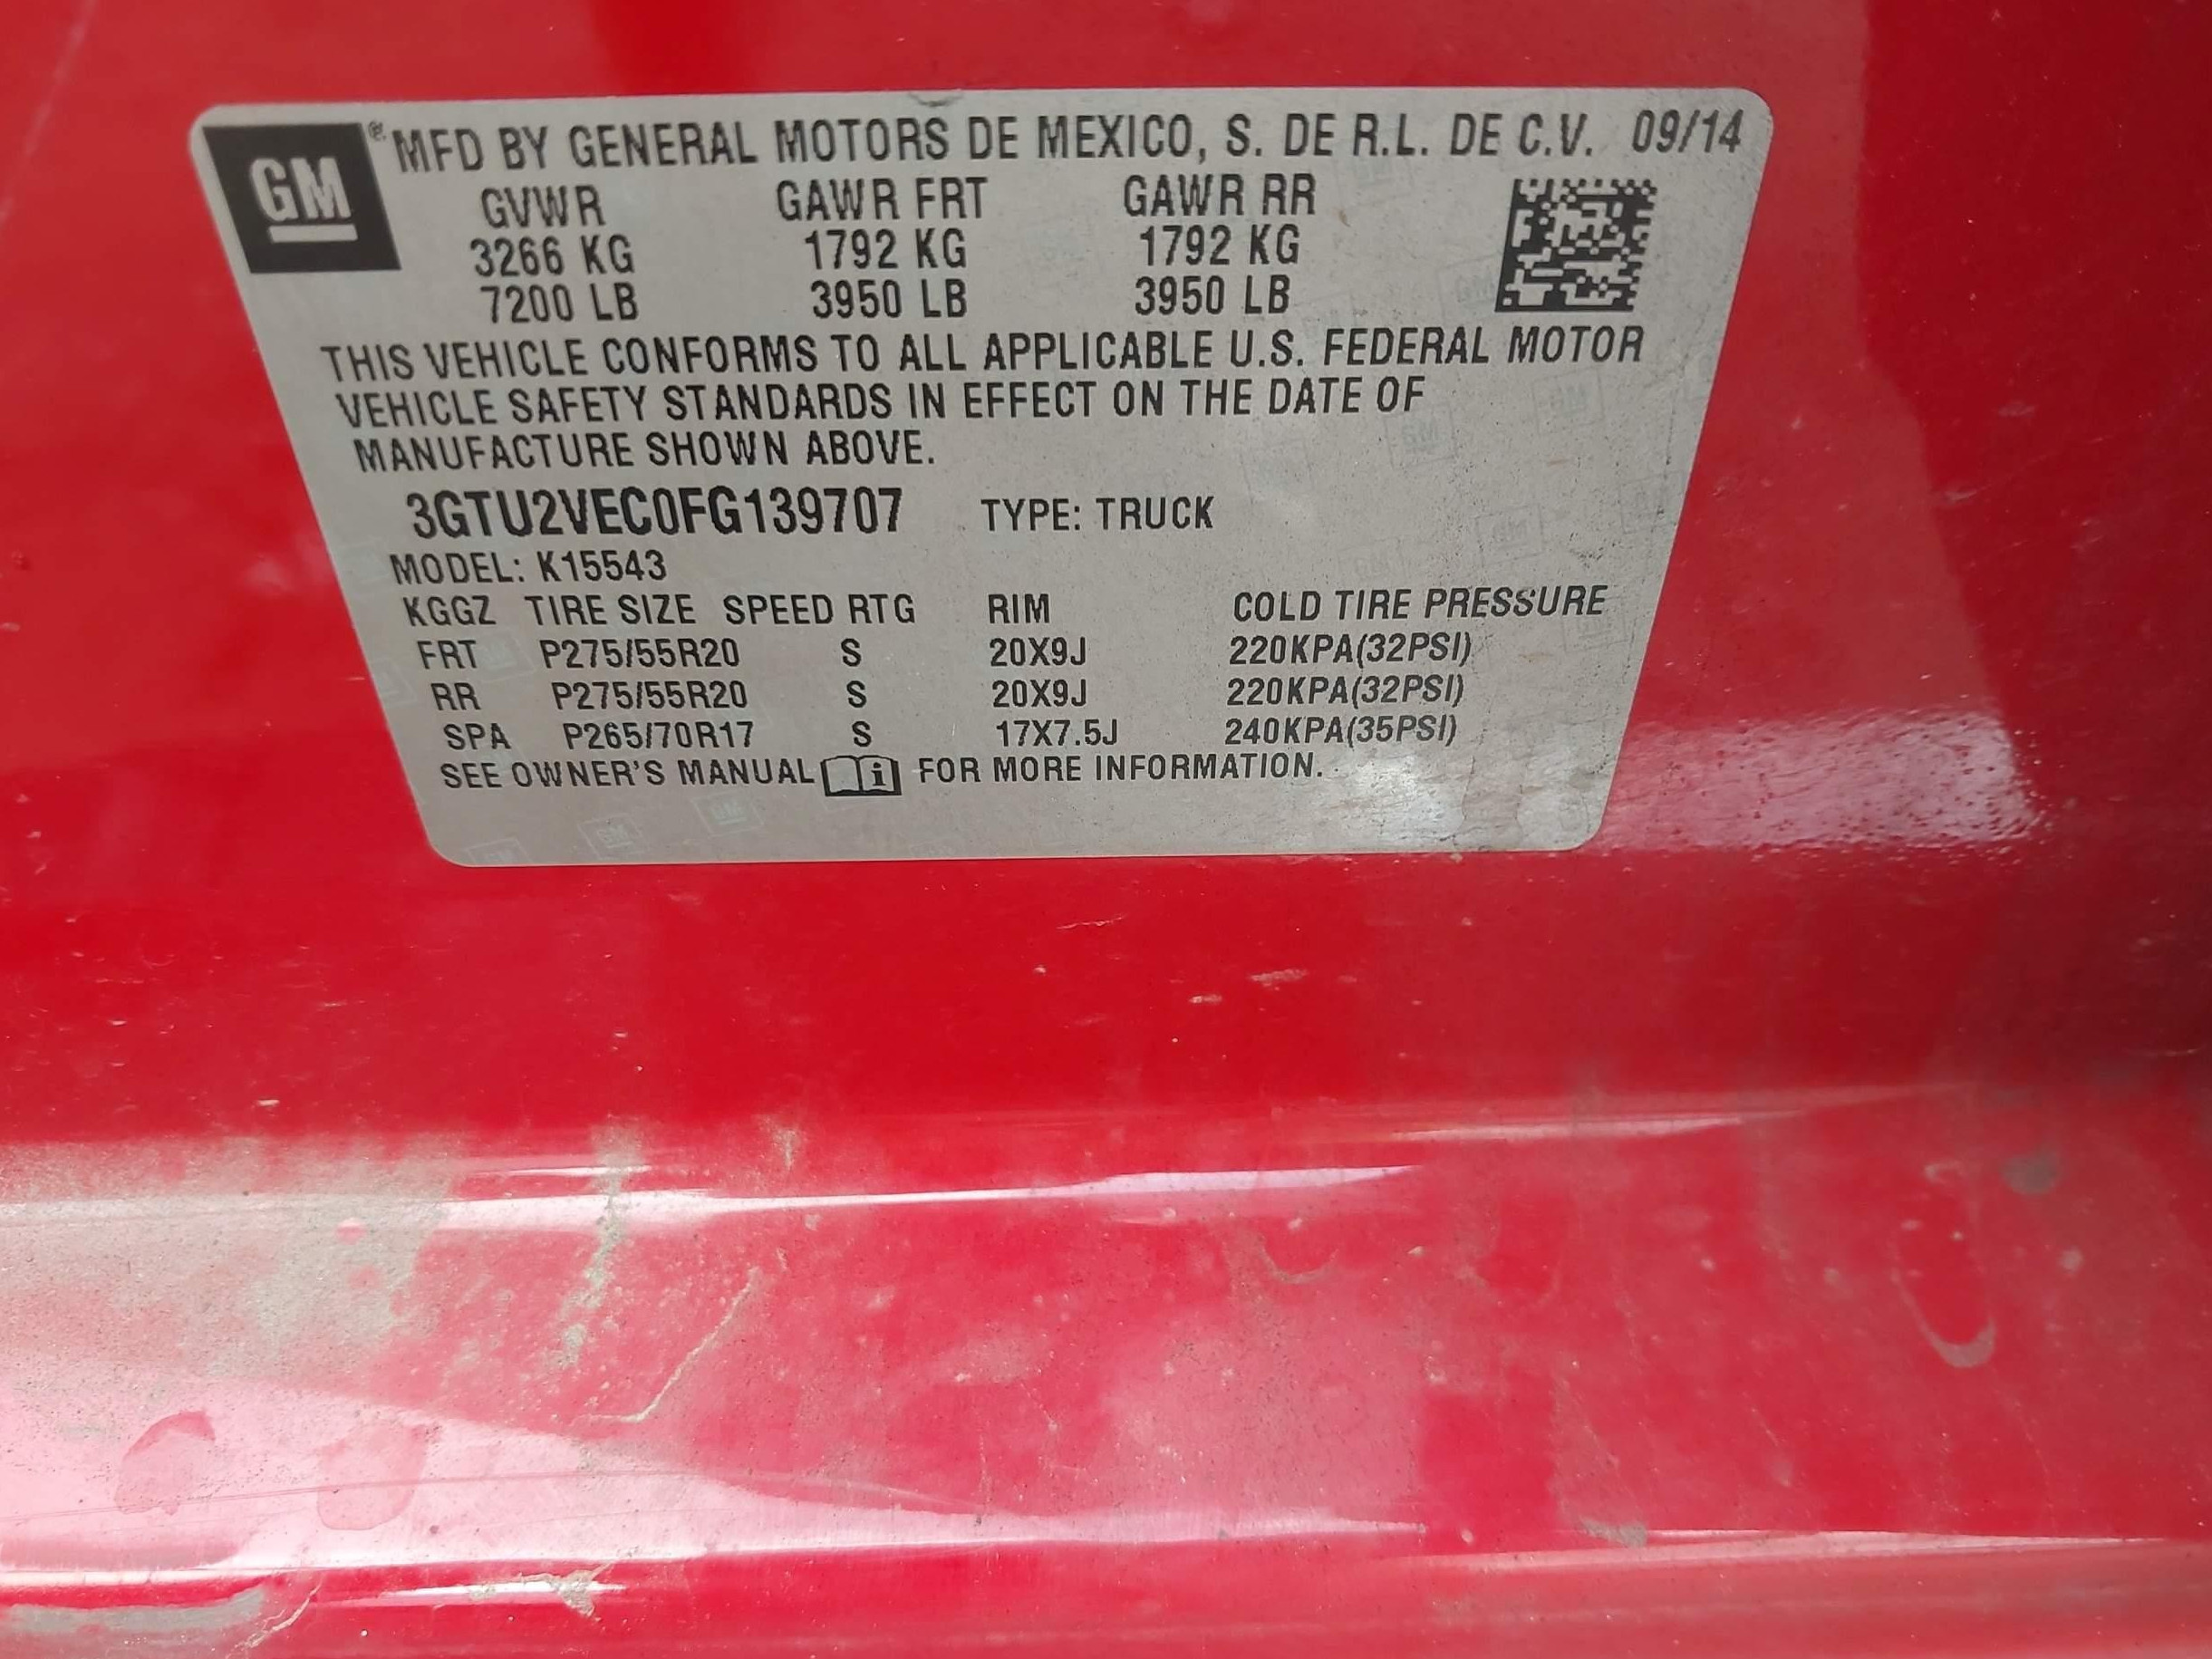 GM ® MFD BY GENERAL MOTORS DE MEXICO, S. DE R.L. DE C.V. 09/14
GVWR GAWR FRT GAWR RR
3266 KG 1792 KG 1792 KG
7200 LB 3950 LB 3950 LB
THIS VEHICLE CONFORMS TO ALL APPLICABLE U.S. FEDERAL MOTOR
VEHICLE SAFETY STANDARDS IN EFFECT ON THE DATE OF
MANUFACTURE SHOWN ABOVE.
3GTU2VEC0FG139707 TYPE: TRUCK
MODEL: K15543
KGGZ TIRE SIZE SPEED RTG RIM COLD TIRE PRESSURE
FRT P275/55R20 S 20X9J 220KPA(32PSI)
RR P275/55R20 S 20X9J 220KPA(32PSI)
SPA P265/70R17 S 17X7.5J 240KPA(35PSI)
SEE OWNER'S MANUAL i FOR MORE INFORMATION.